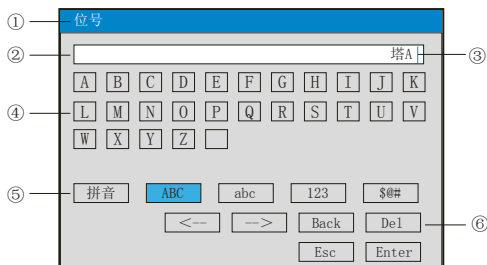 ① 位号
② 塔A ③
A B C D E F G H I J K
④ L M N O P Q R S T U V
W X Y Z
⑤ 拼音 ABC abc 123 $@#
<-- --> Back Del ⑥
Esc Enter